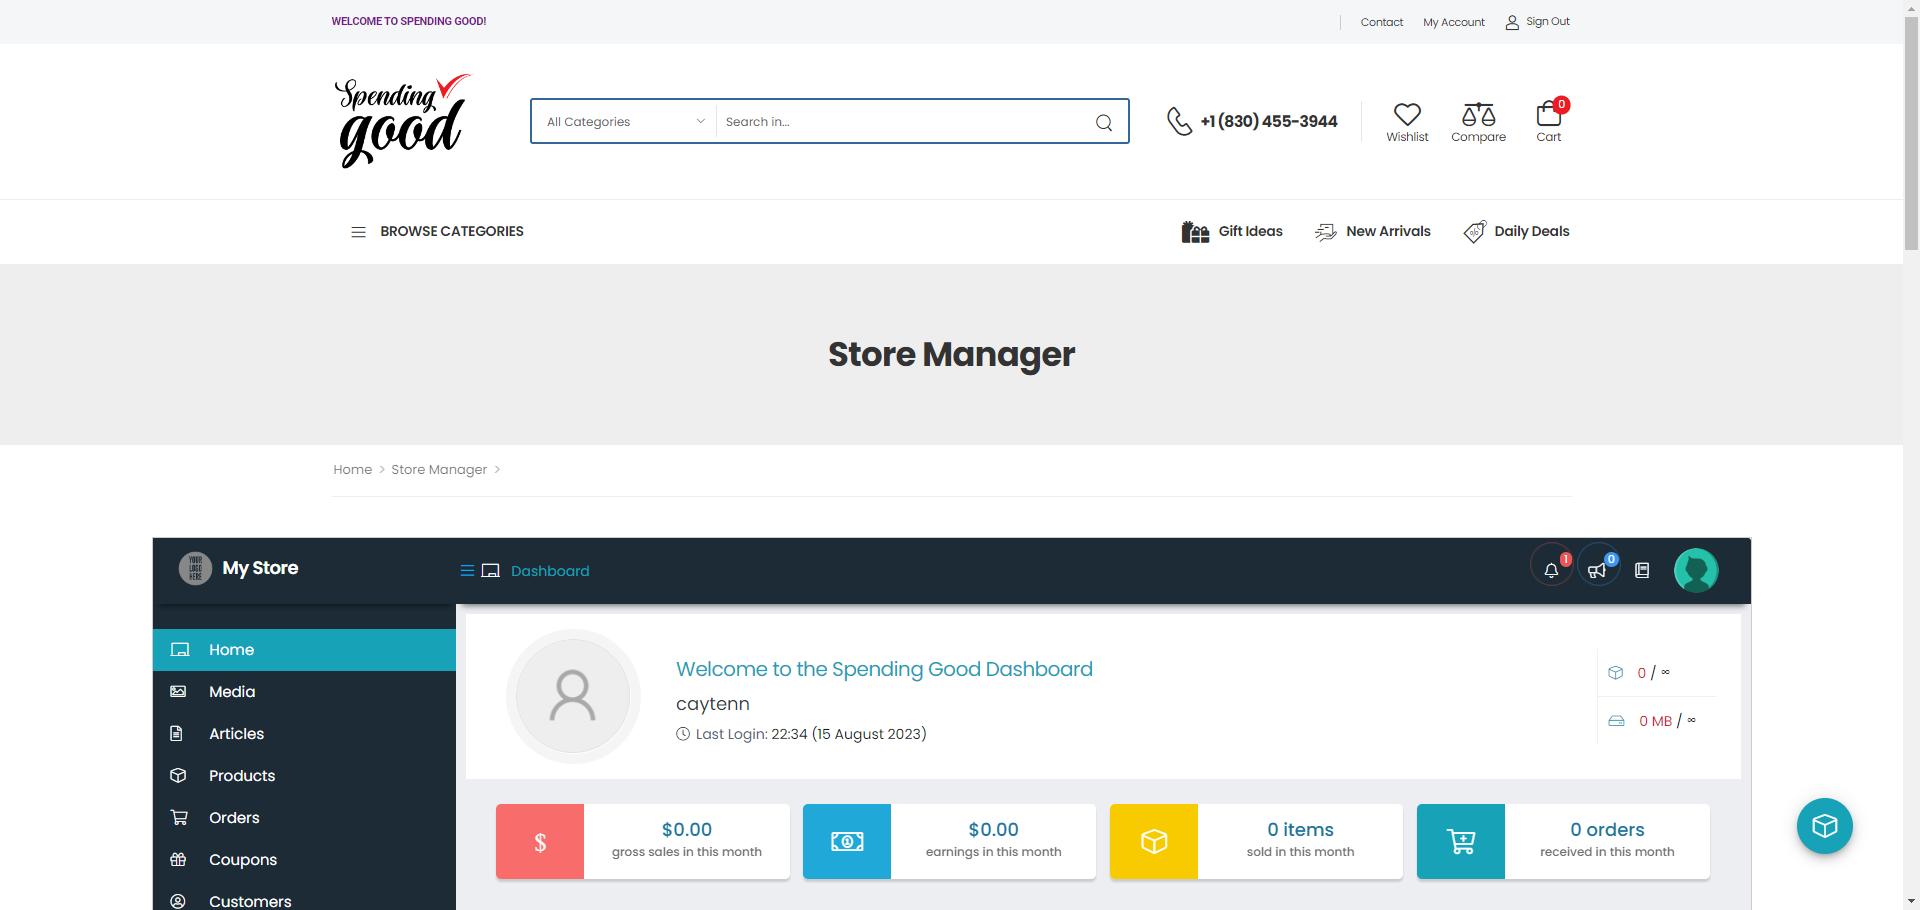 WELCOME TO SPENDING GOOD!
Contact My Account Sign Out
Spending good
All Categories Search in...
+1 (830) 455-3944
0
Wishlist Compare Cart
BROWSE CATEGORIES
Gift Ideas New Arrivals Daily Deals
Store Manager
Home > Store Manager >
YOUR LOGO HERE
My Store
Dashboard
1 0
Home
Media
Articles
Products
Orders
Coupons
Customers
Welcome to the Spending Good Dashboard
caytenn
Last Login: 22:34 (15 August 2023)
0 / ∞
0 MB / ∞
$ $0.00
gross sales in this month
$0.00
earnings in this month
0 items
sold in this month
0 orders
received in this month